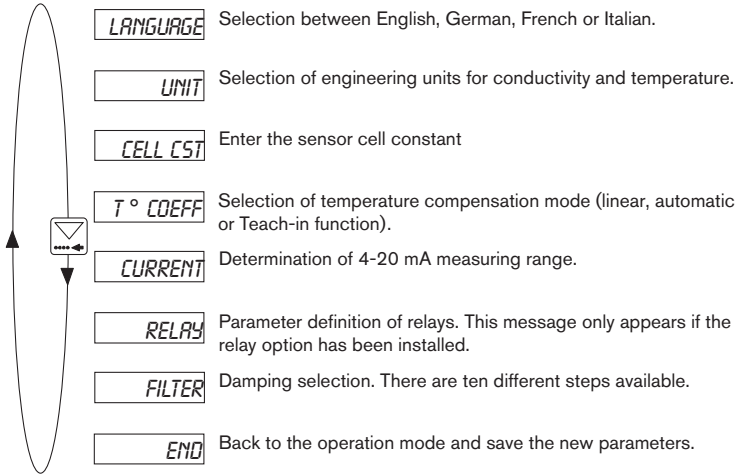 LANGUAGE Selection between English, German, French or Italian.
UNIT Selection of engineering units for conductivity and temperature.
CELL CST Enter the sensor cell constant
T° COEFF Selection of temperature compensation mode (linear, automatic
or Teach-in function).
CURRENT Determination of 4-20 mA measuring range.
RELAY Parameter definition of relays. This message only appears if the
relay option has been installed.
FILTER Damping selection. There are ten different steps available.
END Back to the operation mode and save the new parameters.